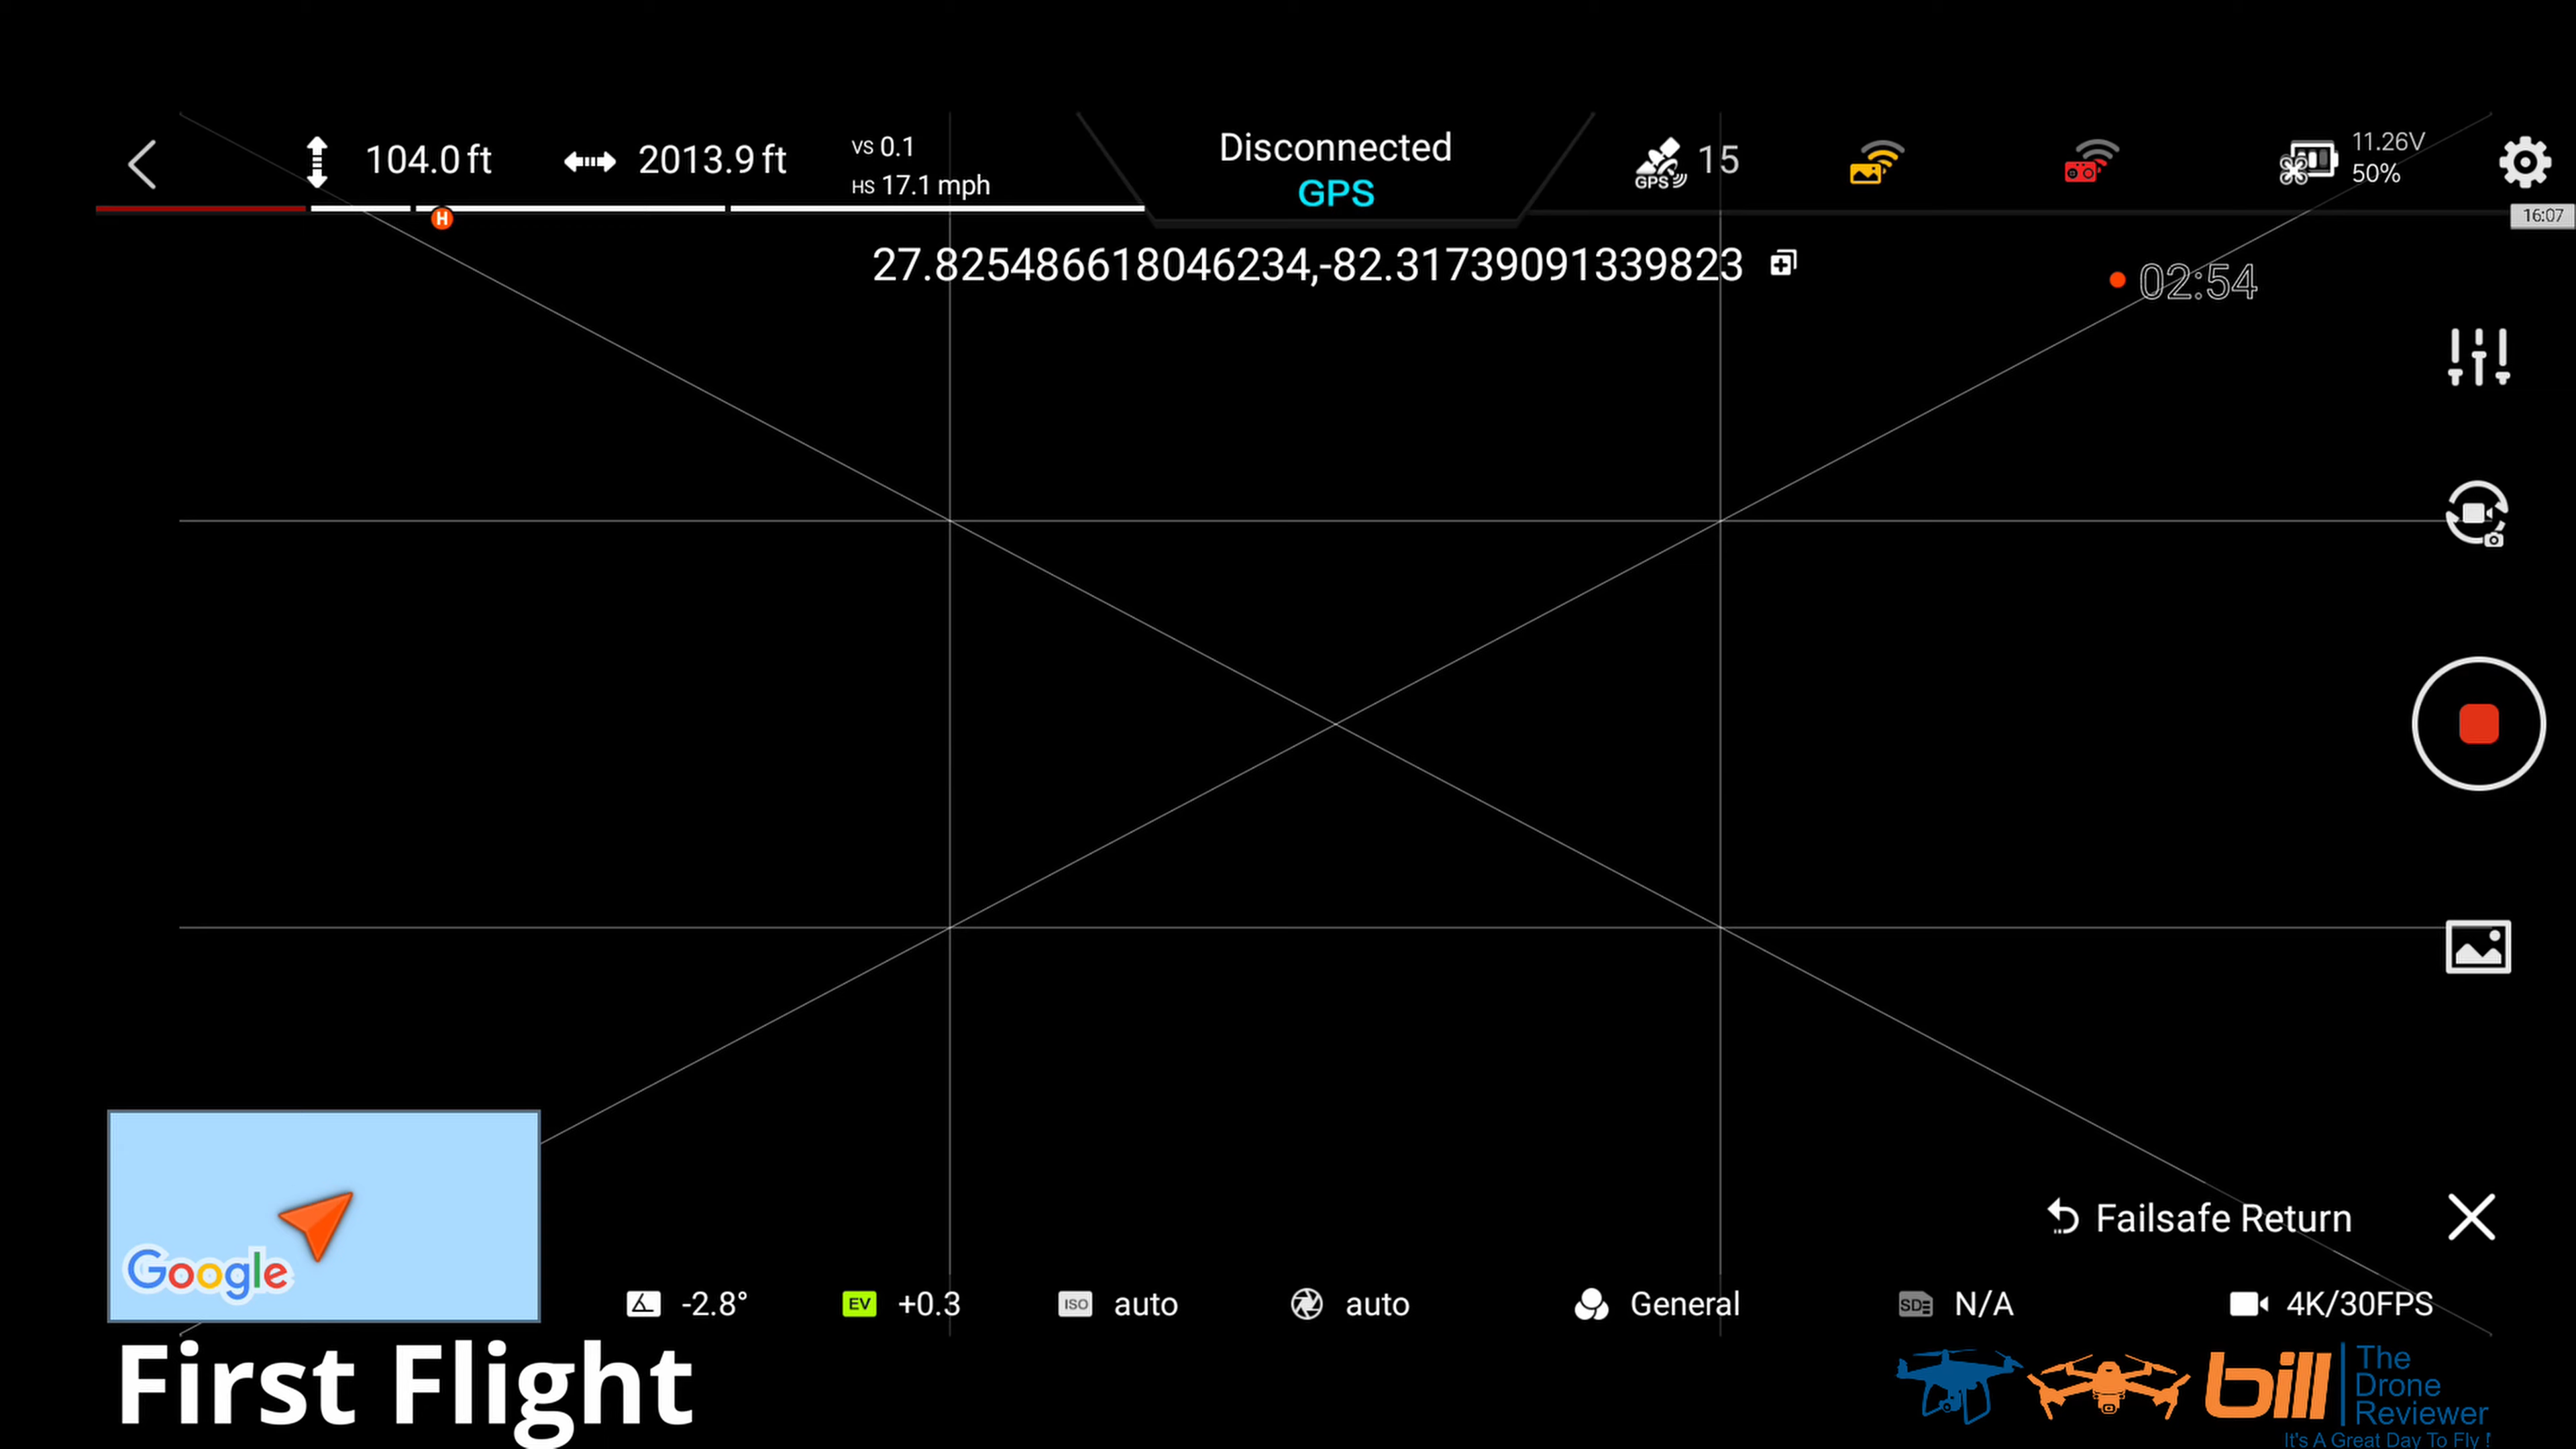 104.0 ft
2013.9 ft
VS 0.1
HS 17.1 mph
Disconnected
GPS
GPS
15
11.26V
50%
16:07
H
27.825486618046234,-82.31739091339823
02:54
Google
Failsafe Return
-2.8°
EV +0.3
ISO auto
auto
General
SD N/A
4K/30FPS
First Flight
bill
The
Drone
Reviewer
It's A Great Day To Fly !